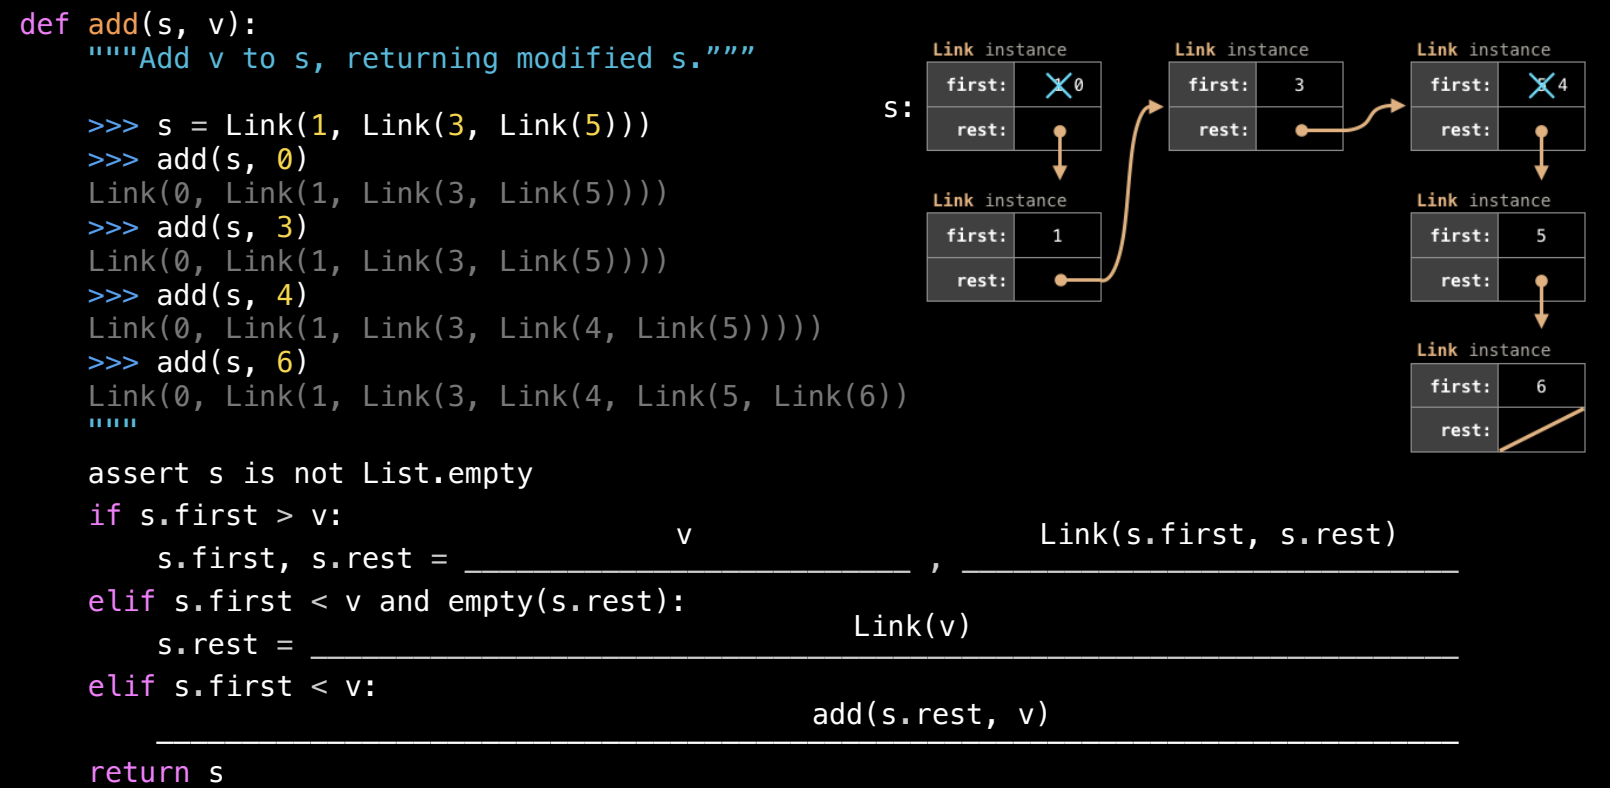 def add(s, v):
"""Add v to s, returning modified s.”””
>>> s = Link(1, Link(3, Link(5)))
>>> add(s, 0)
Link(0, Link(1, Link(3, Link(5))))
>>> add(s, 3)
Link(0, Link(1, Link(3, Link(5))))
>>> add(s, 4)
Link(0, Link(1, Link(3, Link(4, Link(5)))))
>>> add(s, 6)
Link(0, Link(1, Link(3, Link(4, Link(5, Link(6))
"""
assert s is not List.empty
if s.first > v:
s.first, s.rest = v , Link(s.first, s.rest)
elif s.first < v and empty(s.rest):
s.rest = Link(v)
elif s.first < v:
add(s.rest, v)
return s
s:
Link instance
first: 1 0
rest:
Link instance
first: 1
rest:
Link instance
first: 3
rest:
Link instance
first: 5 4
rest:
Link instance
first: 5
rest:
Link instance
first: 6
rest: